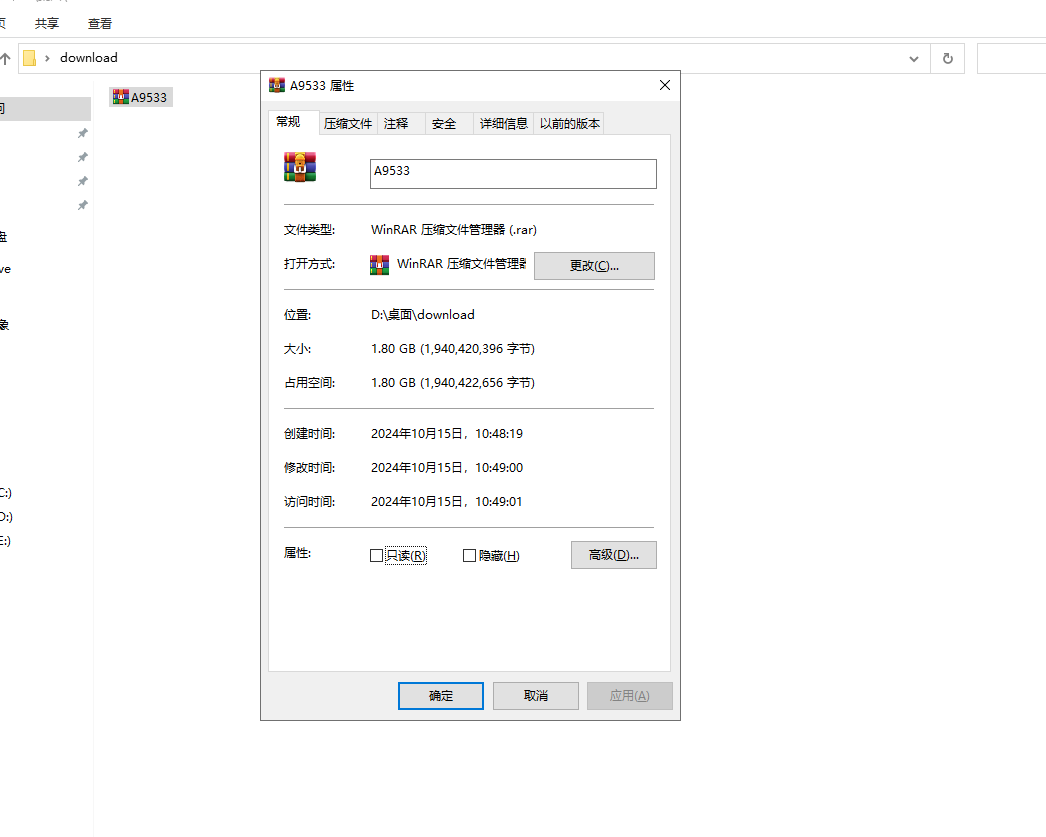 页 共享 查看
download
A9533
A9533 属性
常规 压缩文件 注释 安全 详细信息 以前的版本
A9533
文件类型: WinRAR 压缩文件管理器 (.rar)
打开方式: WinRAR 压缩文件管理器 更改(C)...
位置: D:\桌面\download
大小: 1.80 GB (1,940,420,396 字节)
占用空间: 1.80 GB (1,940,422,656 字节)
创建时间: 2024年10月15日，10:48:19
修改时间: 2024年10月15日，10:49:00
访问时间: 2024年10月15日，10:49:01
属性: 只读(R) 隐藏(H) 高级(D)...
确定 取消 应用(A)
问
盘
ve
象
C:)
D:)
E:)